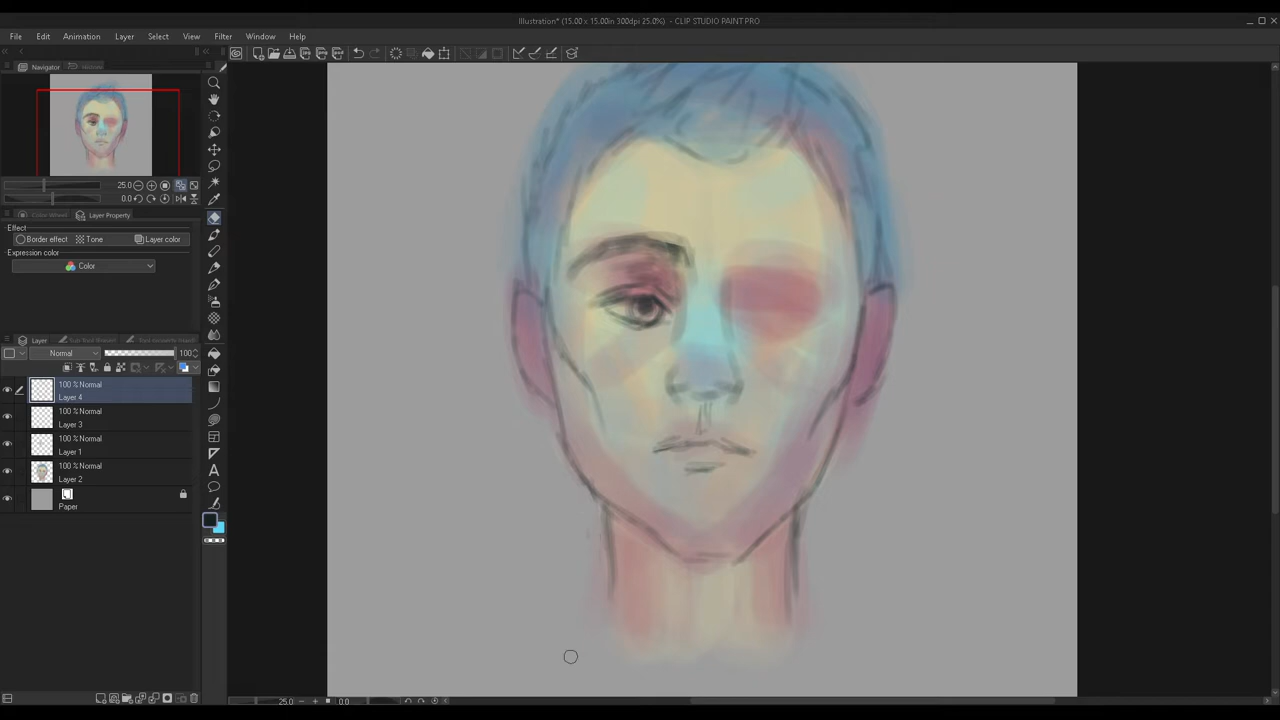 Illustration* (15.00 x 15.00in 300dpi 25.0%) - CLIP STUDIO PAINT PRO
File Edit Animation Layer Select View Filter Window Help
Navigator
25.0
0.0
Color Wheel Layer Property
Effect
Border effect Tone Layer color
Expression color
Color
Layer
Normal 100
100 % Normal
Layer 4
100 % Normal
Layer 3
100 % Normal
Layer 1
100 % Normal
Layer 2
Paper
25.0 0.0